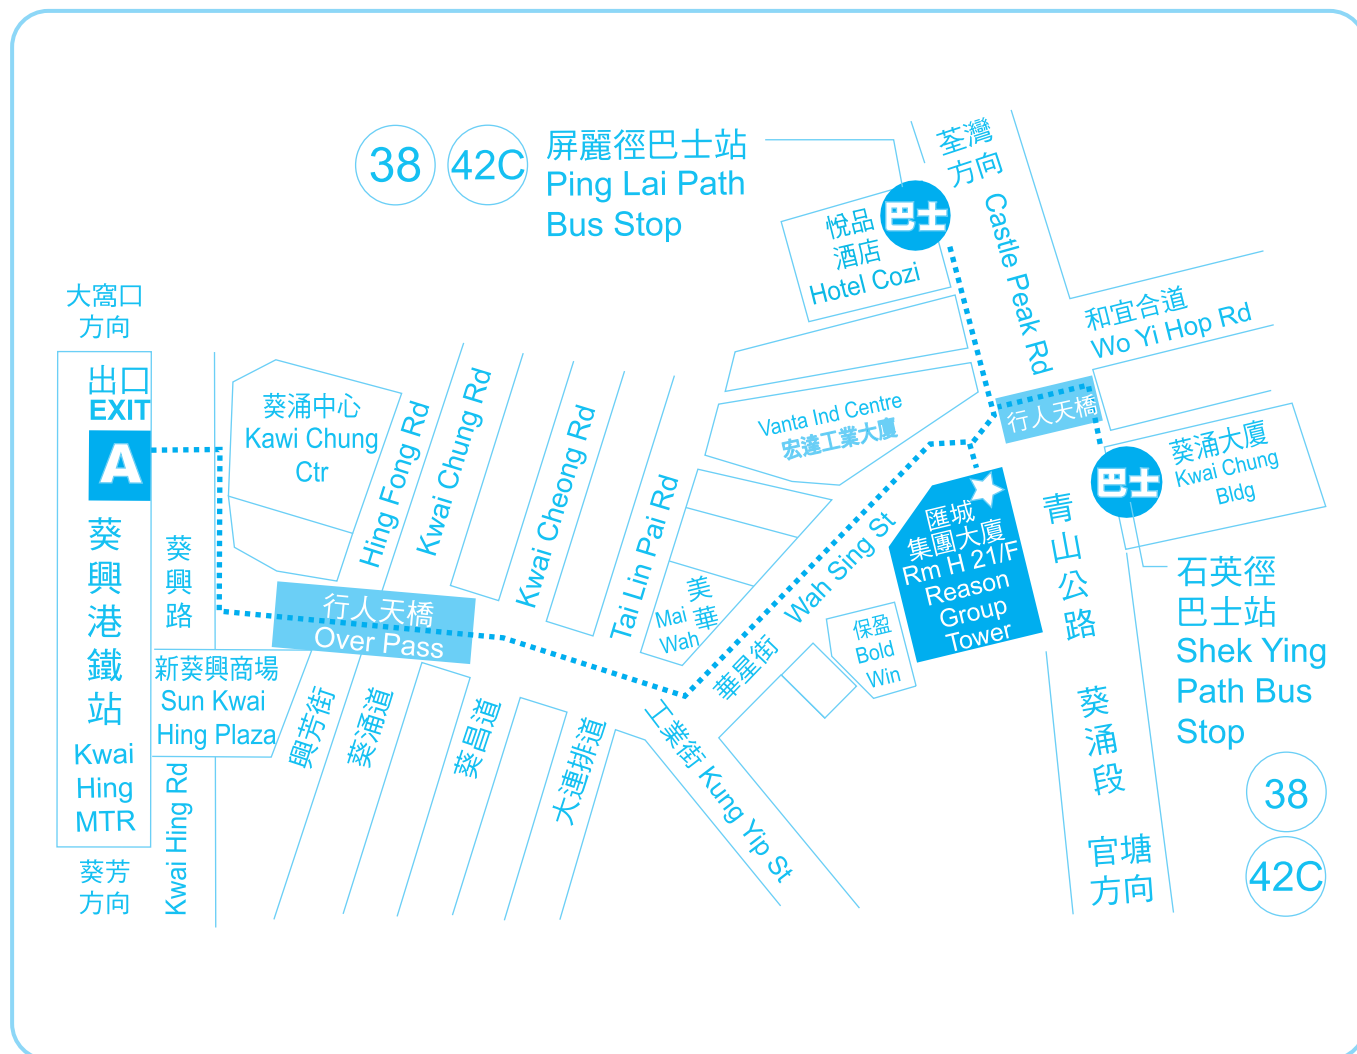 38
42C
屏麗徑巴士站
Ping Lai Path
Bus Stop
荃灣
方向
Castle Peak Rd
巴士
悅品
酒店
Hotel Cozi
和宜合道
Wo Yi Hop Rd
大窩口
方向
出口
EXIT
A
葵興港鐵站
Kwai
Hing
MTR
葵芳
方向
葵興路
Kwai Hing Rd
葵涌中心
Kawi Chung
Ctr
新葵興商場
Sun Kwai
Hing Plaza
行人天橋
Over Pass
Hing Fong Rd
興芳街
Kwai Chung Rd
葵涌道
Kwai Cheong Rd
葵昌道
Tai Lin Pai Rd
大連排道
Vanta Ind Centre
宏達工業大廈
美華
Mai
Wah
華星街 Wah Sing St
工業街 Kung Yip St
保盈
Bold
Win
匯城
集團大廈
Rm H 21/F
Reason
Group
Tower
行人天橋
巴士
葵涌大廈
Kwai Chung
Bldg
青山公路
葵涌段
官塘
方向
石英徑
巴士站
Shek Ying
Path Bus
Stop
38
42C